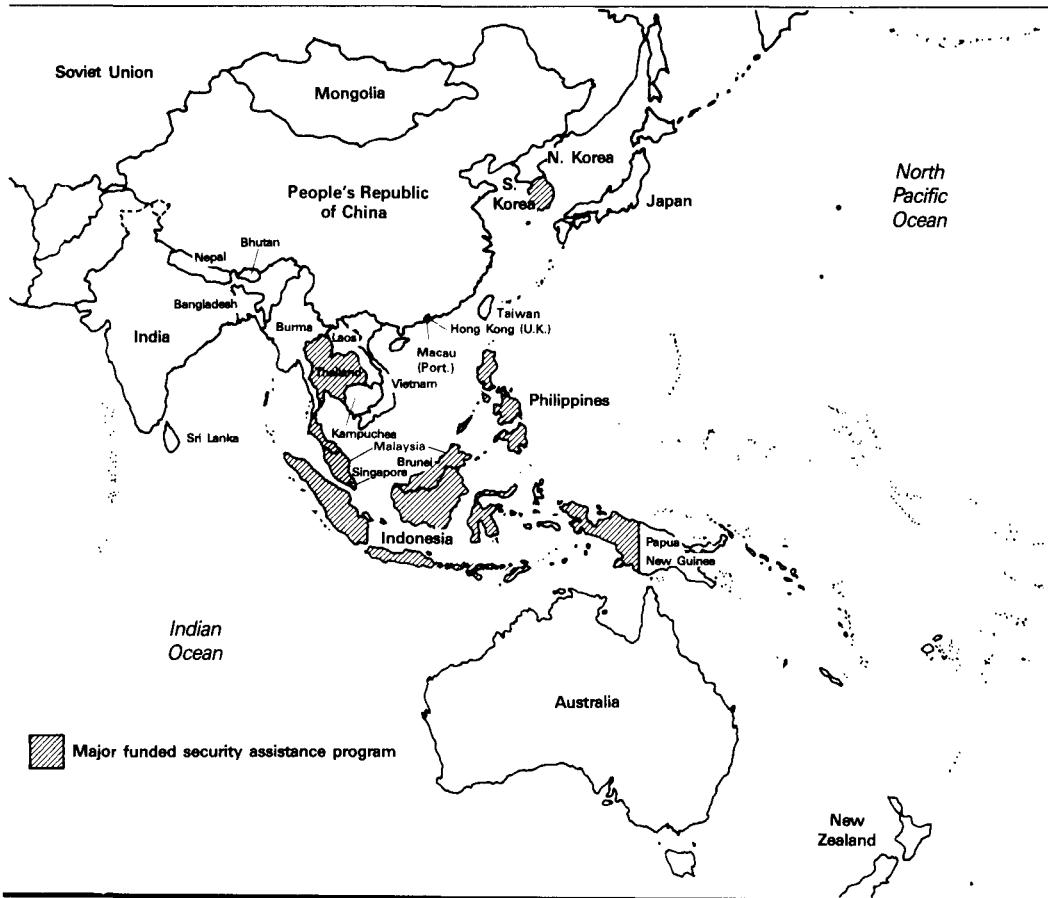 Soviet Union
Mongolia
N. Korea
S.
Korea
Japan
North
Pacific
Ocean
People's Republic
of China
Bhutan
Nepal
Bangladesh
India
Burma
Laos
Taiwan
Hong Kong (U.K.)
Macau
(Port.)
Thailand
Vietnam
Philippines
Sri Lanka
Kampuchea
Malaysia
Brunei
Singapore
Indonesia
Papua
New Guinea
Indian
Ocean
Australia
Major funded security assistance program
New
Zealand